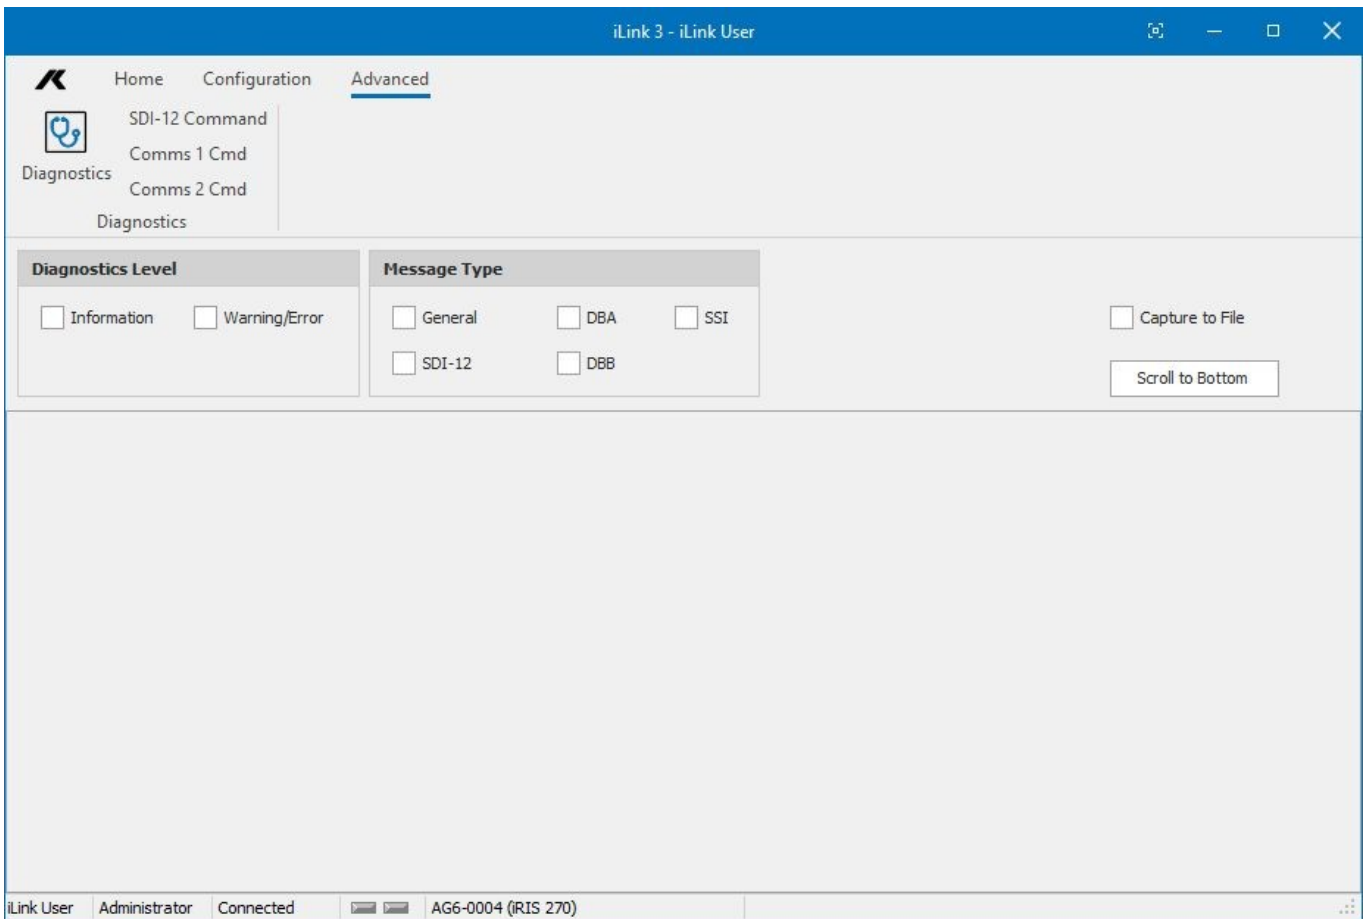 iLink 3 - iLink User
Home Configuration Advanced
SDI-12 Command
Comms 1 Cmd
Diagnostics
Comms 2 Cmd
Diagnostics
Diagnostics Level Message Type
Information Warning/Error General DBA SSI Capture to File
SDI-12 DBB
Scroll to Bottom
iLink User Administrator Connected AG6-0004 (iRIS 270)